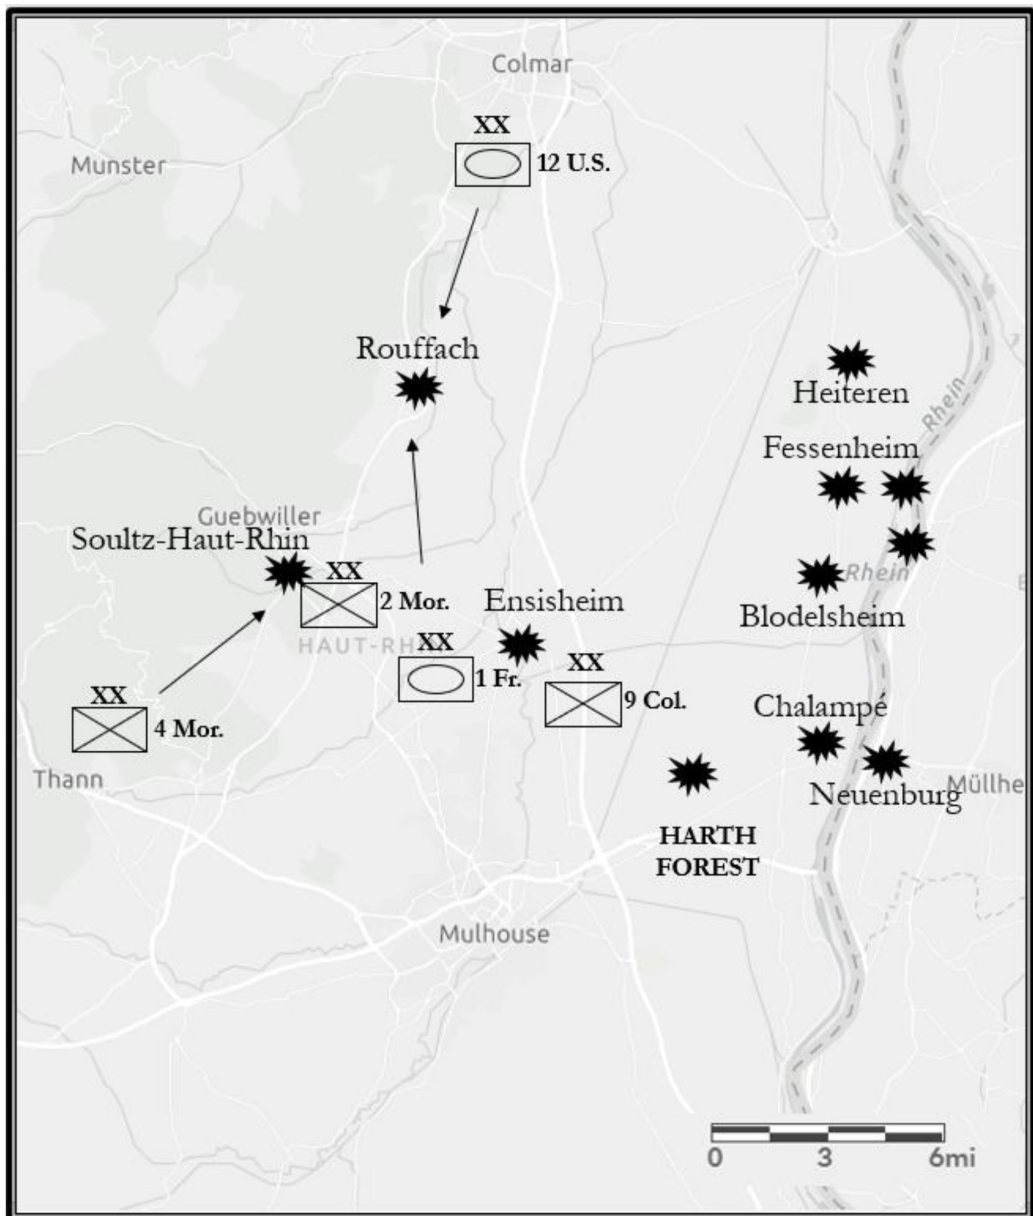 Colmar
XX
12 U.S.
Munster
Rouffach
Heiteren
Rhein
Fessenheim
Guebwiller
Soultz-Haut-Rhin
XX
2 Mor.
Ensisheim
Rhein
Blodelsheim
HAUT-RH
XX
1 Fr.
XX
9 Col.
XX
4 Mor.
Chalampé
Thann
Neuenburg
Müllhe
HARTH
FOREST
Mulhouse
0 3 6mi